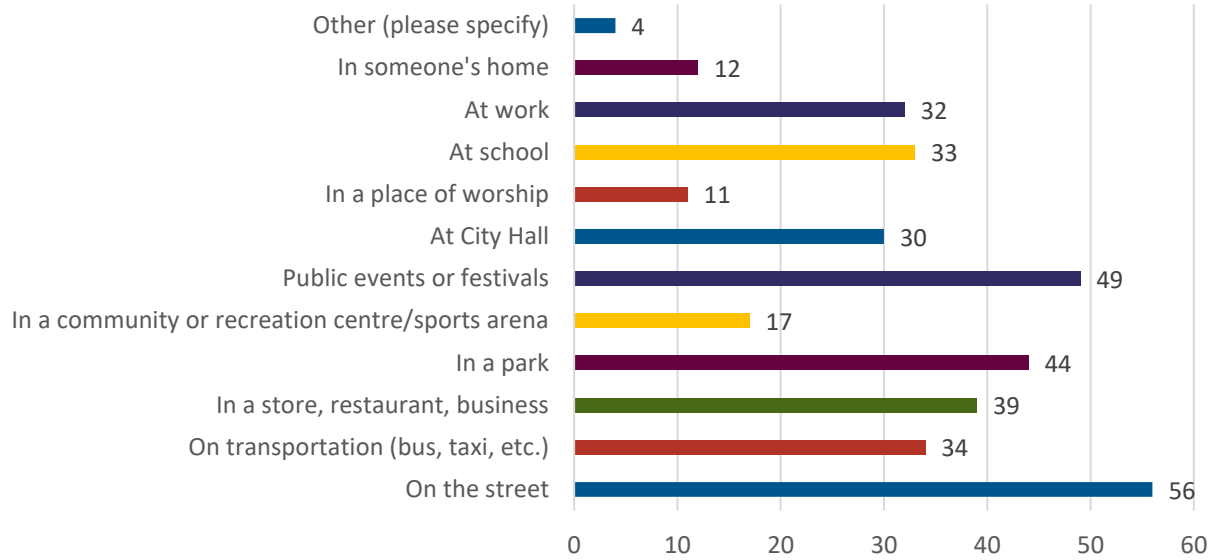 Other (please specify) 4
In someone's home 12
At work 32
At school 33
In a place of worship 11
At City Hall 30
Public events or festivals 49
In a community or recreation centre/sports arena 17
In a park 44
In a store, restaurant, business 39
On transportation (bus, taxi, etc.) 34
On the street 56
0 10 20 30 40 50 60